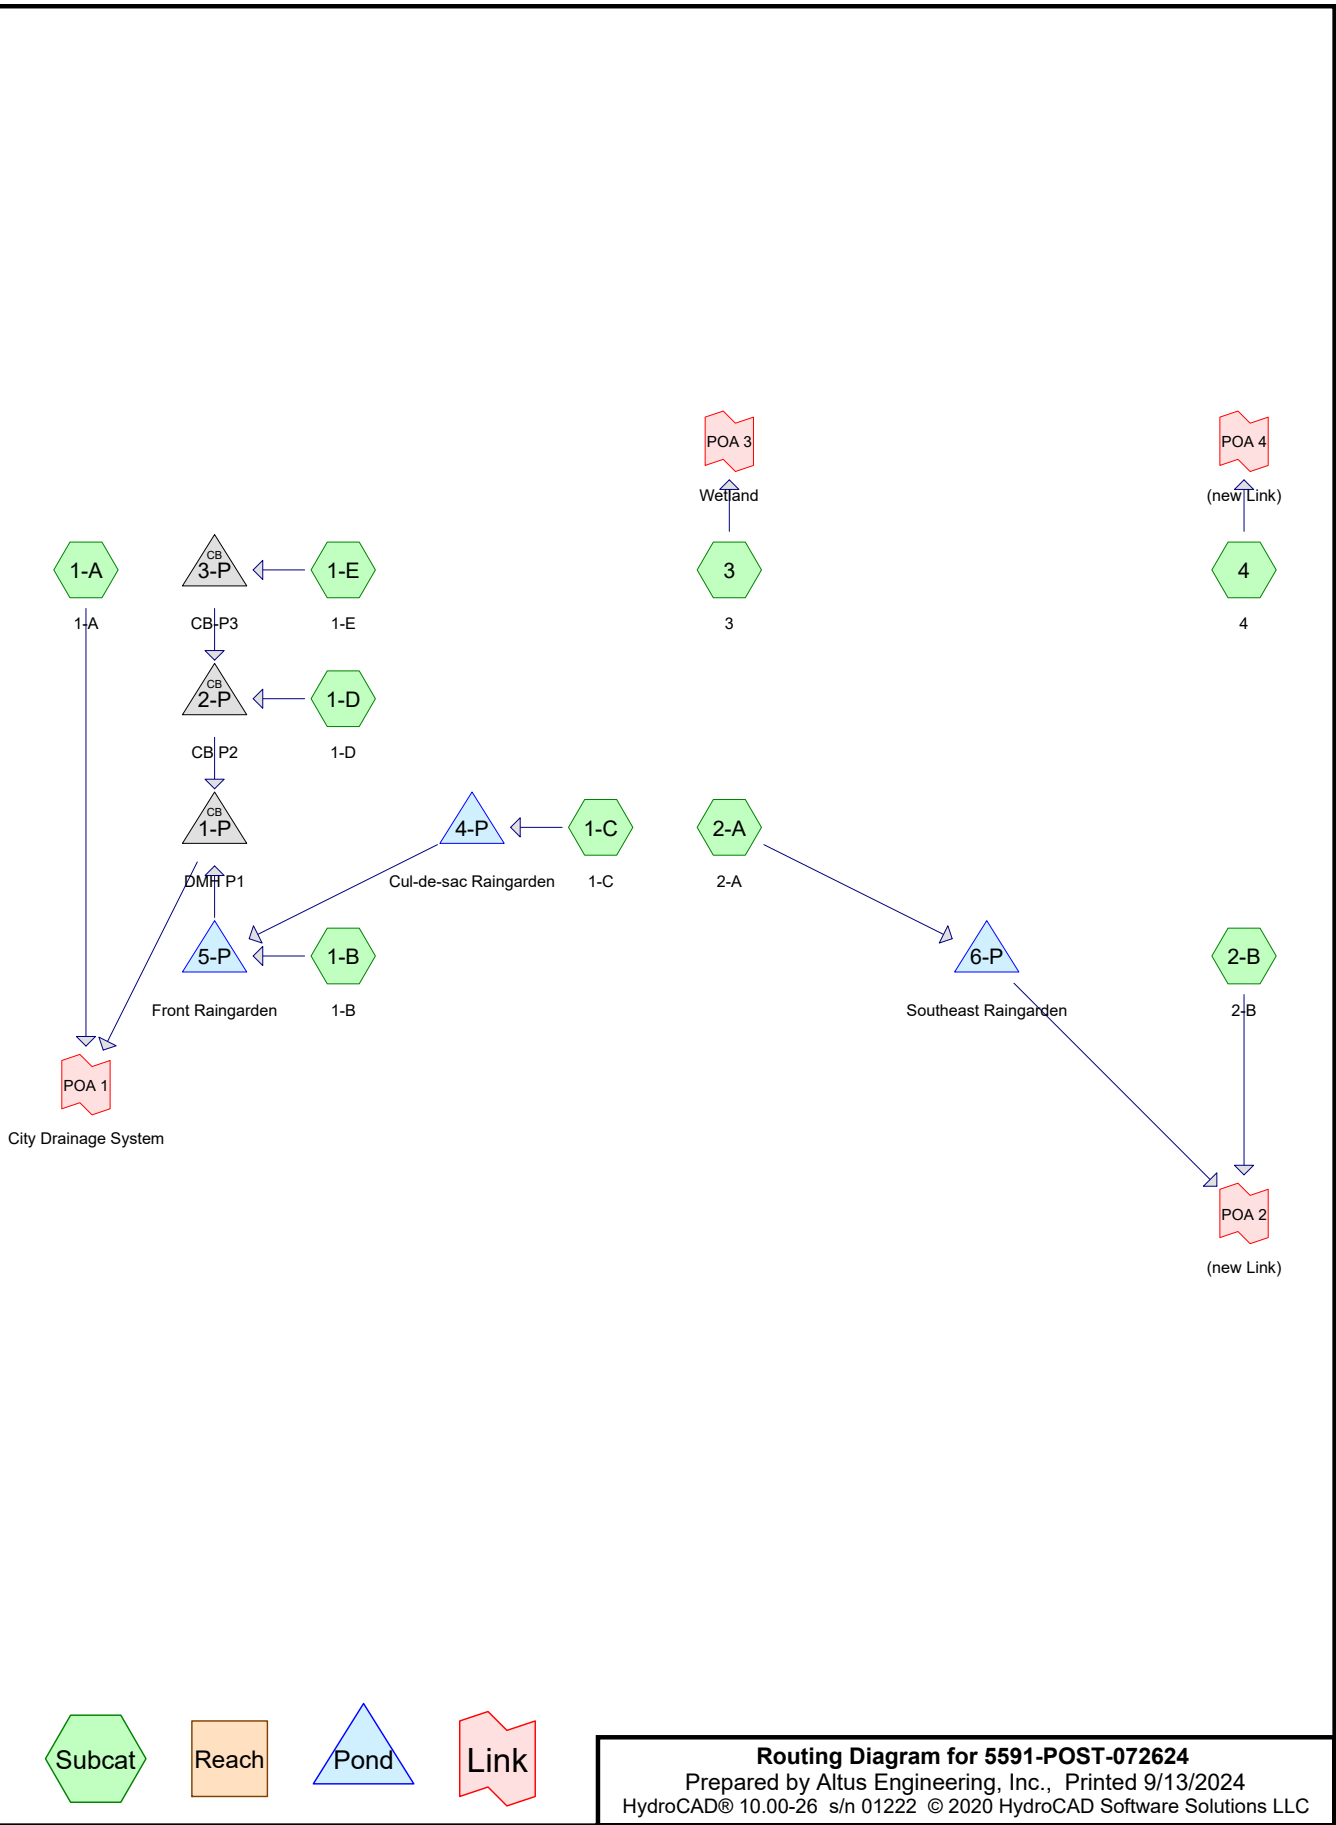 POA 3
POA 4
Wetland
(new Link)
1-A
CB
3-P
1-E
3
4
1-A
CB-P3
1-E
3
4
CB
2-P
1-D
CB P2
1-D
CB
1-P
4-P
1-C
2-A
DMH P1
Cul-de-sac Raingarden
1-C
2-A
5-P
1-B
6-P
2-B
Front Raingarden
1-B
Southeast Raingarden
2-B
POA 1
City Drainage System
POA 2
(new Link)
Subcat
Reach
Pond
Link
Routing Diagram for 5591-POST-072624
Prepared by Altus Engineering, Inc., Printed 9/13/2024
HydroCAD® 10.00-26 s/n 01222 © 2020 HydroCAD Software Solutions LLC